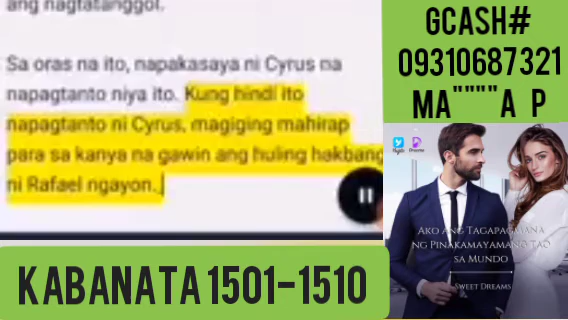 ang nagtatanggol.
Sa oras na ito, napakasaya ni Cyrus na
napagtanto niya ito. Kung hindi ito
napagtanto ni Cyrus, magiging mahirap
para sa kanya na gawin ang huling hakbang
ni Rafael ngayon.
KABANATA 1501-1510
GCASH#
09310687321
MA""""A P
AKO ANG TAGAPAGMANA
NG PINAKAMAYAMANG TAO
SA MUNDO
SWEET DREAMS